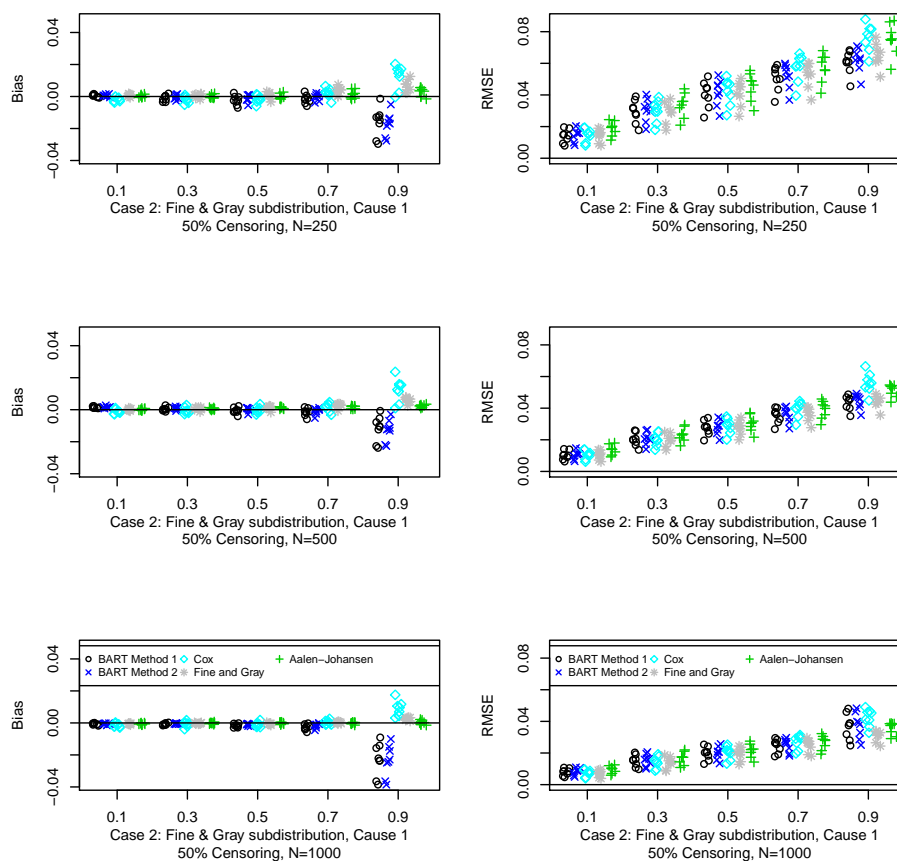 0.04
0.00
−0.04
Bias
0.1 0.3 0.5 0.7 0.9
Case 2: Fine & Gray subdistribution, Cause 1
50% Censoring, N=250
0.08
0.04
0.00
RMSE
0.1 0.3 0.5 0.7 0.9
Case 2: Fine & Gray subdistribution, Cause 1
50% Censoring, N=250
0.04
0.00
−0.04
Bias
0.1 0.3 0.5 0.7 0.9
Case 2: Fine & Gray subdistribution, Cause 1
50% Censoring, N=500
0.08
0.04
0.00
RMSE
0.1 0.3 0.5 0.7 0.9
Case 2: Fine & Gray subdistribution, Cause 1
50% Censoring, N=500
0.04
0.00
−0.04
Bias
BART Method 1 Cox Aalen−Johansen
BART Method 2 Fine and Gray
0.1 0.3 0.5 0.7 0.9
Case 2: Fine & Gray subdistribution, Cause 1
50% Censoring, N=1000
0.08
0.04
0.00
RMSE
BART Method 1 Cox Aalen−Johansen
BART Method 2 Fine and Gray
0.1 0.3 0.5 0.7 0.9
Case 2: Fine & Gray subdistribution, Cause 1
50% Censoring, N=1000